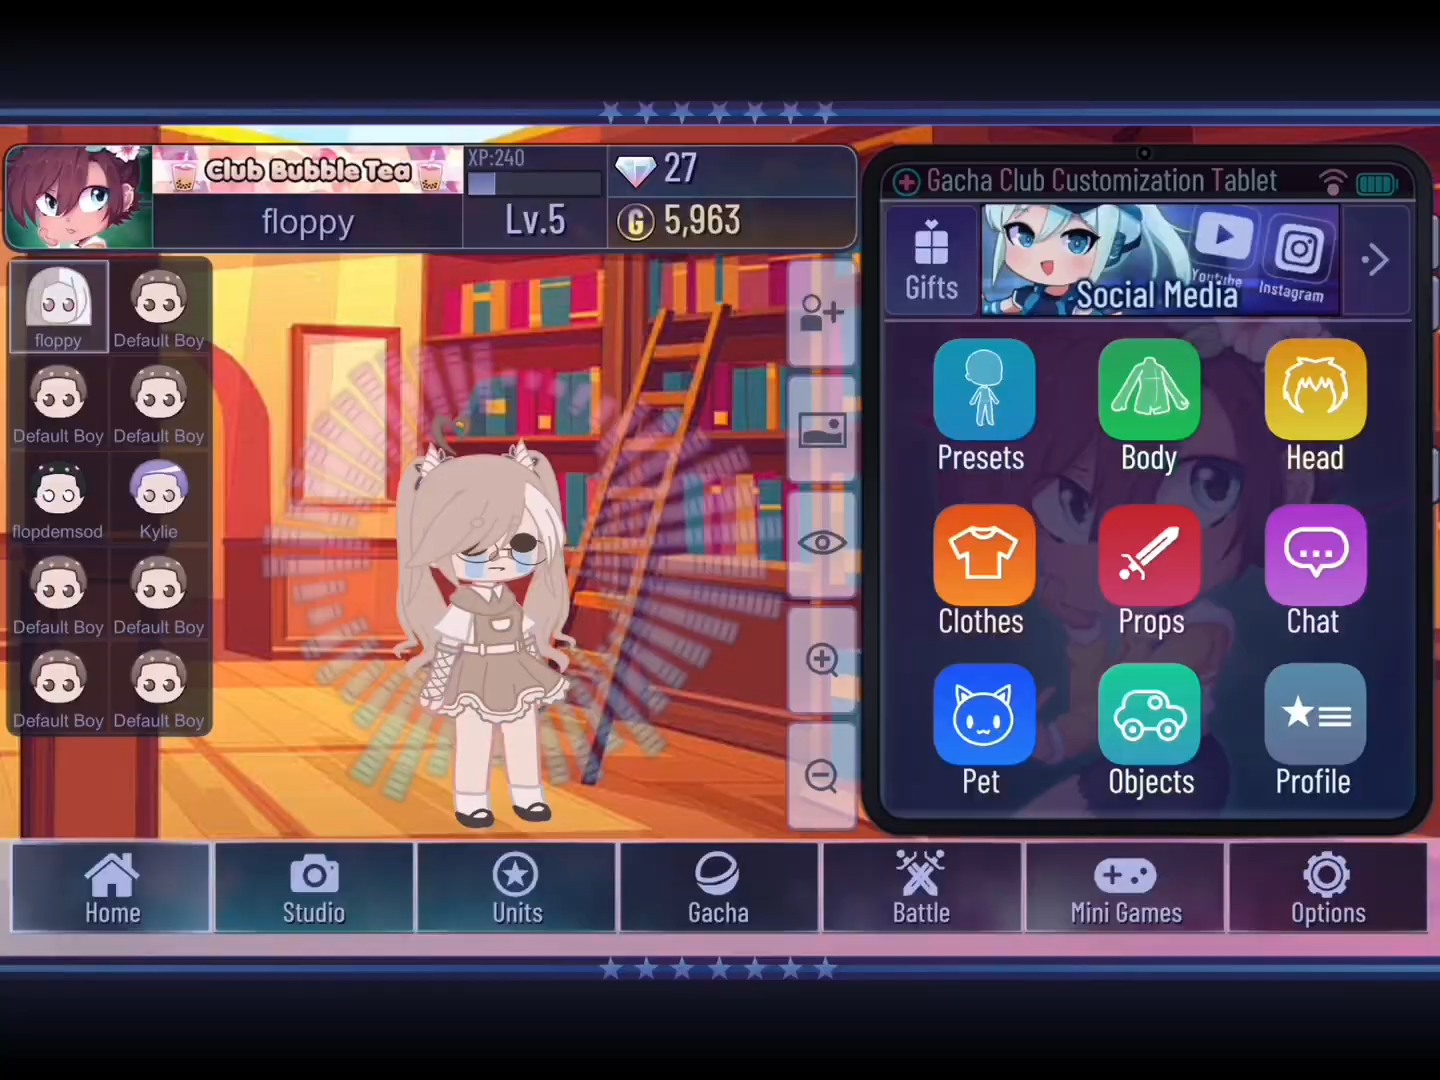 Club Bubble Tea
floppy
XP:240
Lv.5
27
G 5,963
floppy
Default Boy
Default Boy
Default Boy
flopdemsod
Kylie
Default Boy
Default Boy
Default Boy
Default Boy
Gacha Club Customization Tablet
Gifts
Social Media
Youtube
Instagram
Presets
Body
Head
Clothes
Props
Chat
Pet
Objects
Profile
Home
Studio
Units
Gacha
Battle
Mini Games
Options